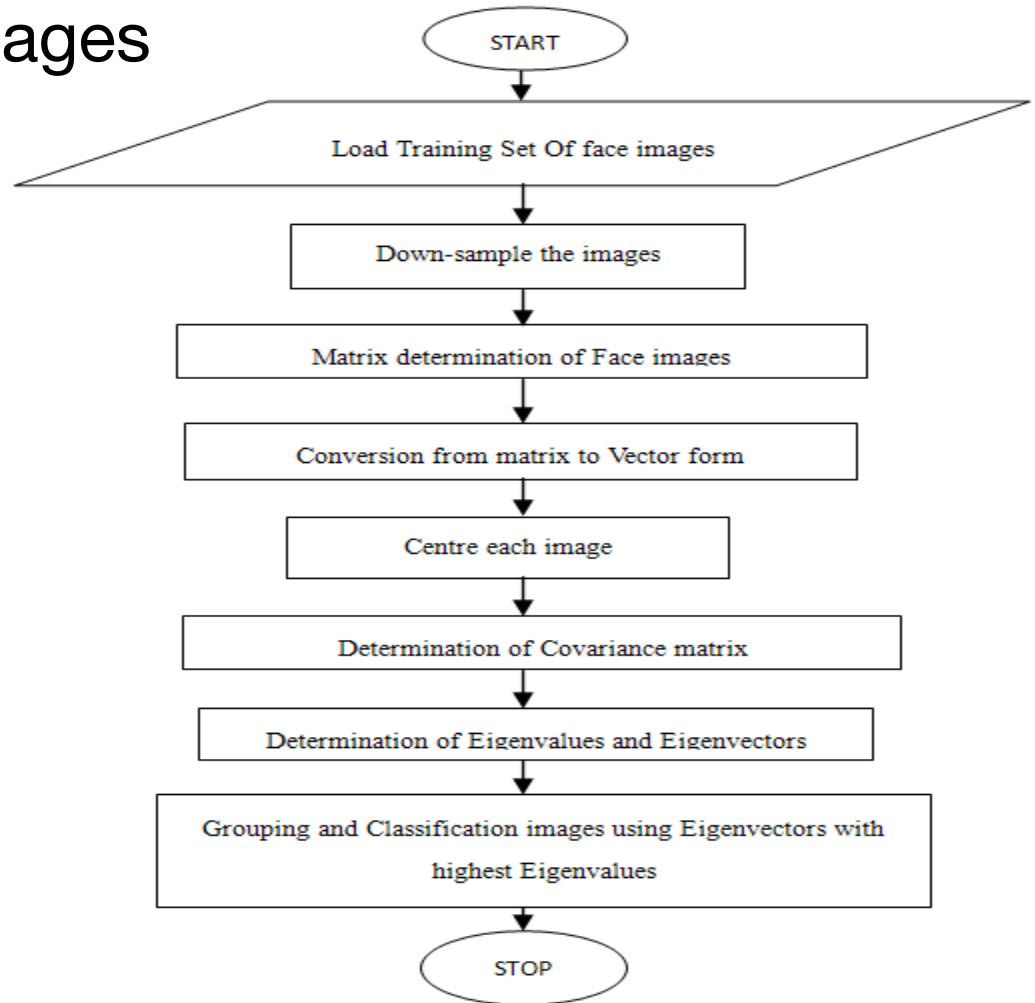 ages
START
Load Training Set Of face images
Down-sample the images
Matrix determination of Face images
Conversion from matrix to Vector form
Centre each image
Determination of Covariance matrix
Determination of Eigenvalues and Eigenvectors
Grouping and Classification images using Eigenvectors with
highest Eigenvalues
STOP